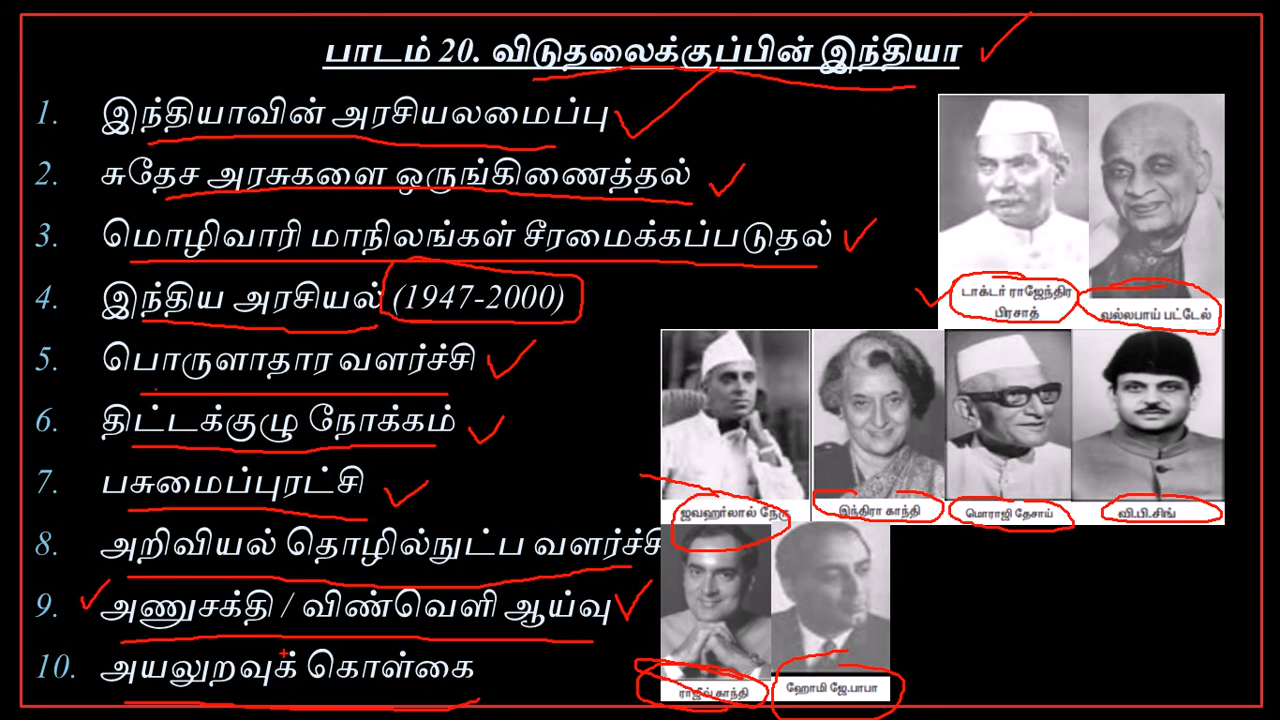 பாடம் 20. விடுதலைக்குப்பின் இந்தியா
1. இந்தியாவின் அரசியலமைப்பு
2. சுதேச அரசுகளை ஒருங்கிணைத்தல்
3. மொழிவாரி மாநிலங்கள் சீரமைக்கப்படுதல்
4. இந்திய அரசியல் (1947-2000)
5. பொருளாதார வளர்ச்சி
6. திட்டக்குழு நோக்கம்
7. பசுமைப்புரட்சி
8. அறிவியல் தொழில்நுட்ப வளர்ச்சி
9. அணுசக்தி / விண்வெளி ஆய்வு
10. அயலுறவுக் கொள்கை
டாக்டர் ராஜேந்திர
பிரசாத்
வல்லபாய் பட்டேல்
ஜவஹர்லால் நேரு
இந்திரா காந்தி
மொராஜி தேசாய்
வி.பி.சிங்
ராஜீவ் காந்தி
ஹோமி ஜே.பாபா